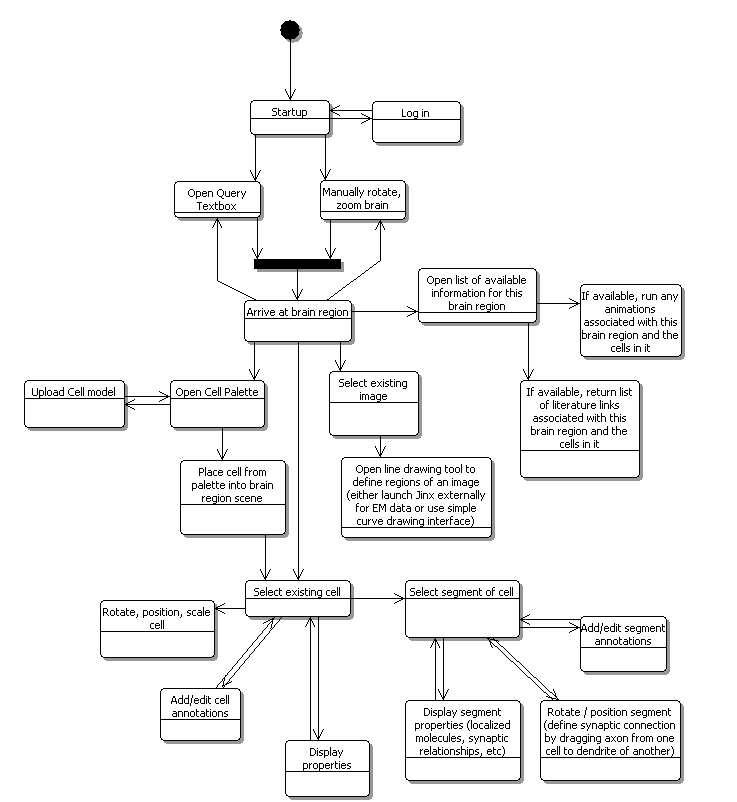 Startup
Log in
Open Query
Textbox
Manually rotate,
zoom brain
Arrive at brain region
Open list of available
information for this
brain region
If available, run any
animations
associated with this
brain region and the
cells in it
Upload Cell model
Open Cell Palette
Select existing
image
If available, return list
of literature links
associated with this
brain region and the
cells in it
Place cell from
palette into brain
region scene
Open line drawing tool to
define regions of an image
(either launch Jinx externally
for EM data or use simple
curve drawing interface)
Select existing cell
Select segment of cell
Rotate, position, scale
cell
Add/edit segment
annotations
Add/edit cell
annotations
Display
properties
Display segment
properties (localized
molecules, synaptic
relationships, etc)
Rotate / position segment
(define synaptic connection
by dragging axon from one
cell to dendrite of another)